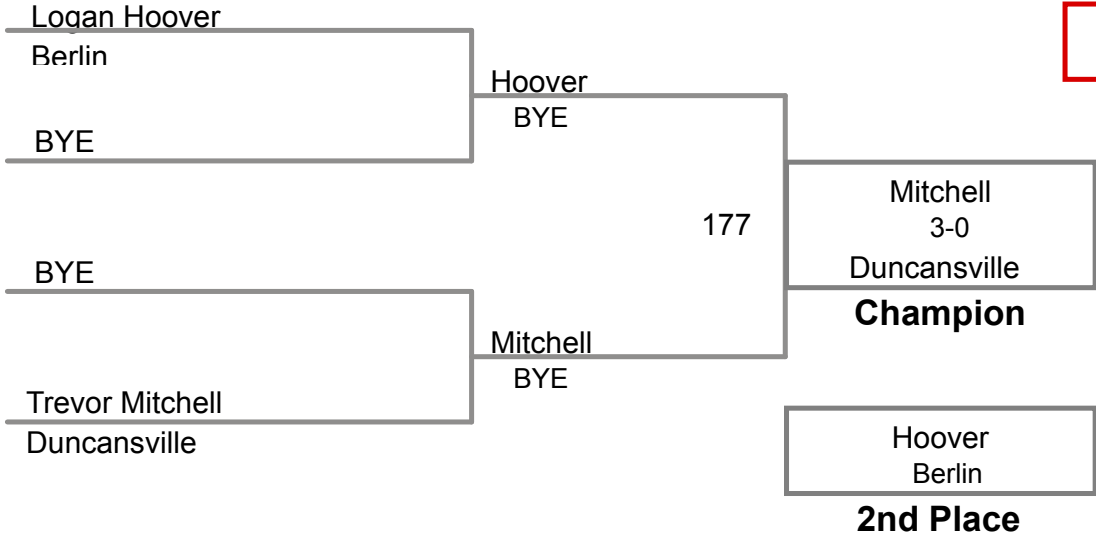 Logan Hoover
Berlin
Hoover
BYE
BYE
177
Mitchell
3-0
Duncansville
Champion
BYE
Mitchell
BYE
Trevor Mitchell
Duncansville
Hoover
Berlin
2nd Place